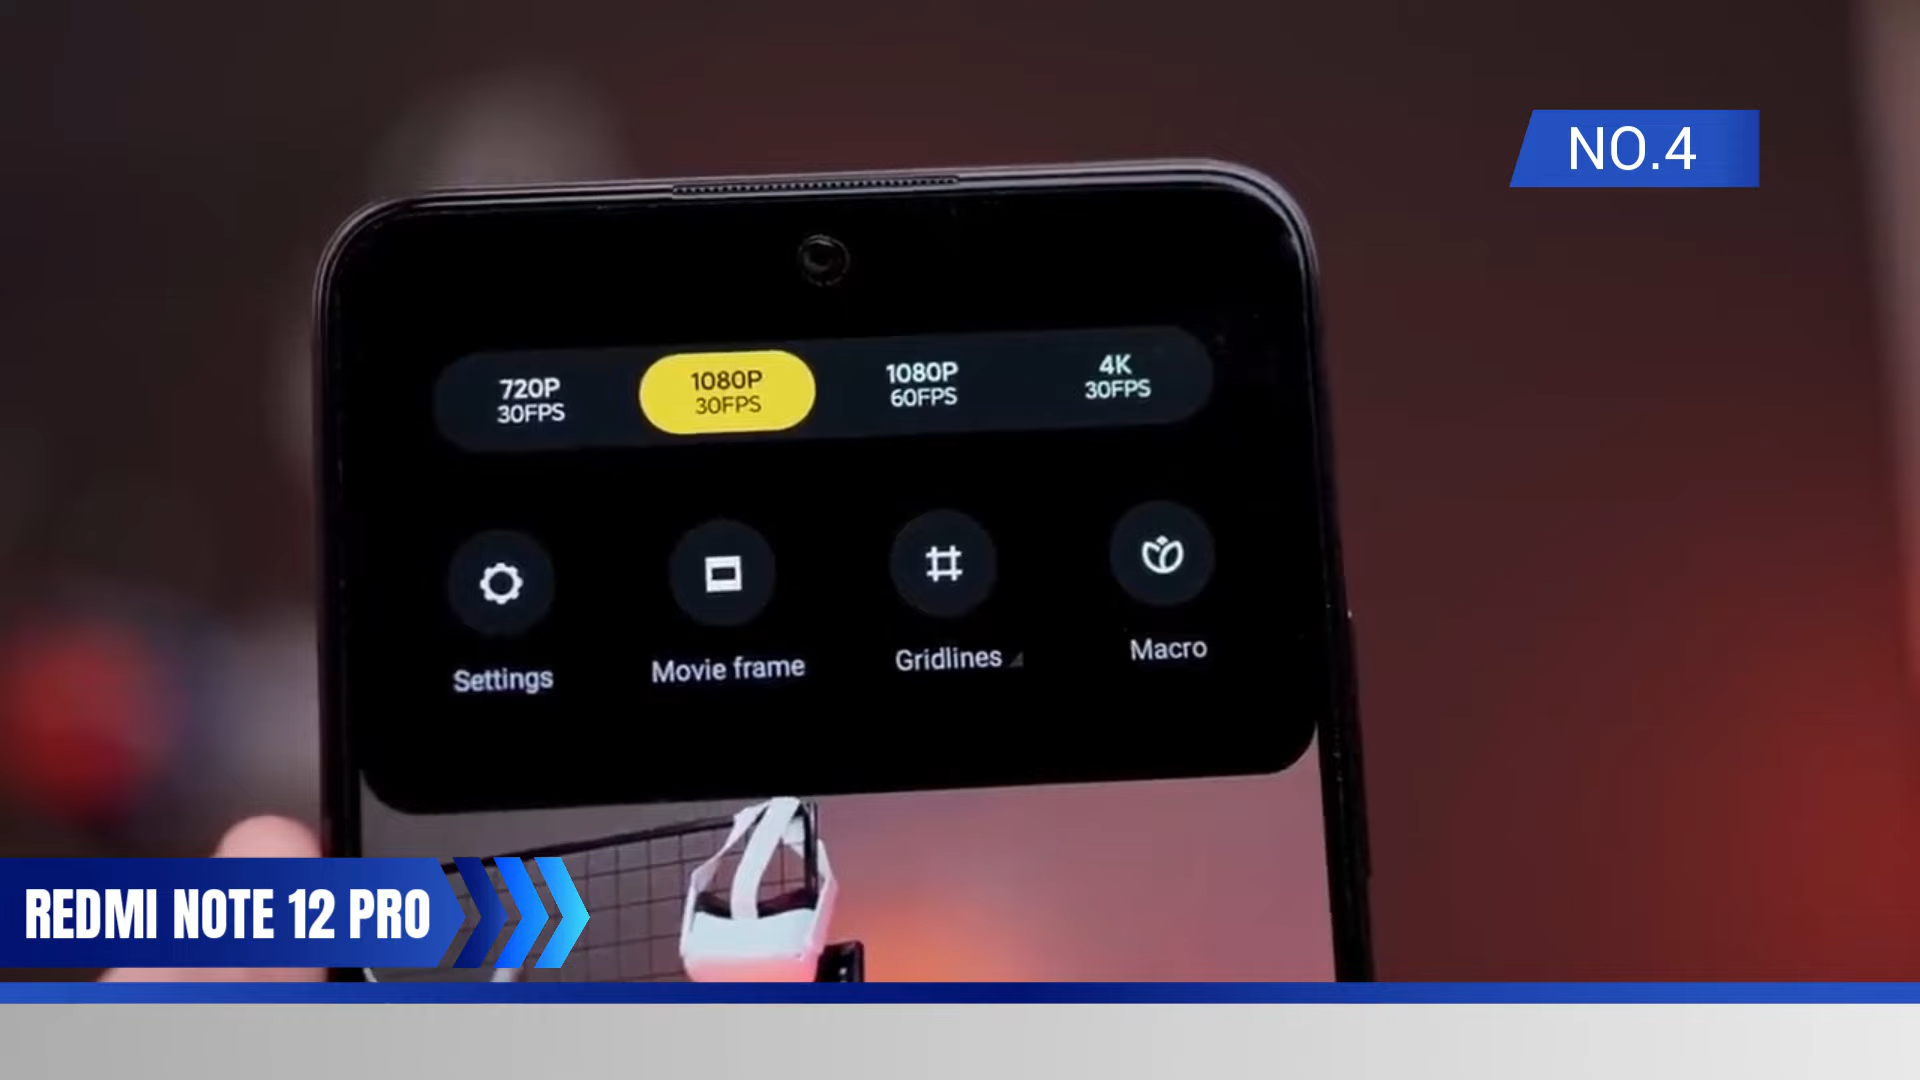 NO.4
720P
30FPS
1080P
30FPS
1080P
60FPS
4K
30FPS
Settings
Movie frame
Gridlines
Macro
REDMI NOTE 12 PRO